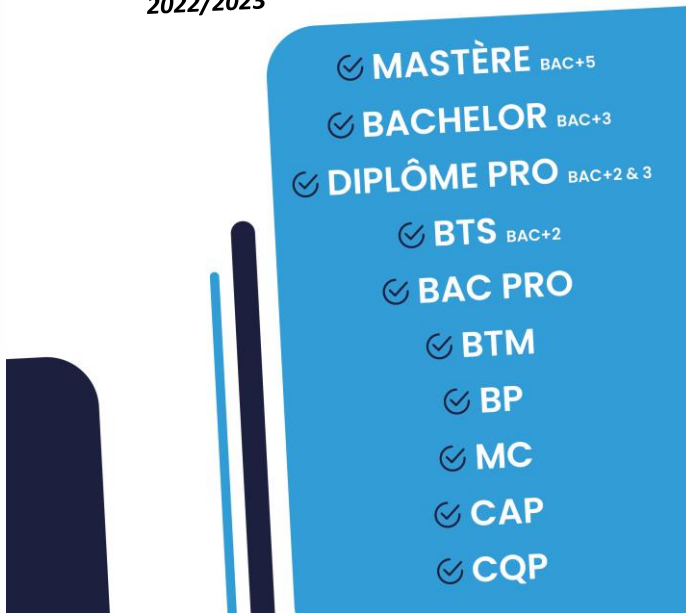 2022/2023
MASTÈRE BAC+5
BACHELOR BAC+3
DIPLÔME PRO BAC+2 & 3
BTS BAC+2
BAC PRO
BTM
BP
MC
CAP
CQP